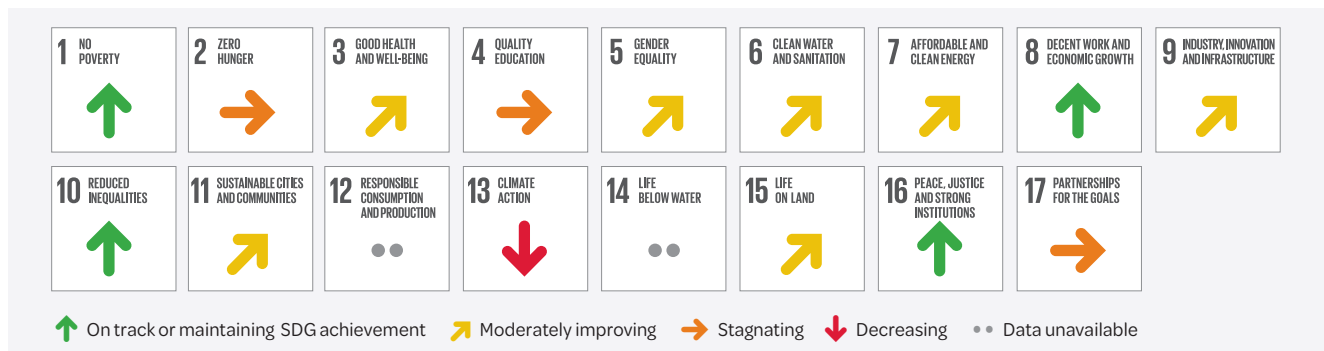 1 NO
POVERTY
2 ZERO
HUNGER
3 GOOD HEALTH
AND WELL-BEING
4 QUALITY
EDUCATION
5 GENDER
EQUALITY
6 CLEAN WATER
AND SANITATION
7 AFFORDABLE AND
CLEAN ENERGY
8 DECENT WORK AND
ECONOMIC GROWTH
9 INDUSTRY, INNOVATION
AND INFRASTRUCTURE
10 REDUCED
INEQUALITIES
11 SUSTAINABLE CITIES
AND COMMUNITIES
12 RESPONSIBLE
CONSUMPTION
AND PRODUCTION
13 CLIMATE
ACTION
14 LIFE
BELOW WATER
15 LIFE
ON LAND
16 PEACE, JUSTICE
AND STRONG
INSTITUTIONS
17 PARTNERSHIPS
FOR THE GOALS
On track or maintaining SDG achievement
Moderately improving
Stagnating
Decreasing
Data unavailable